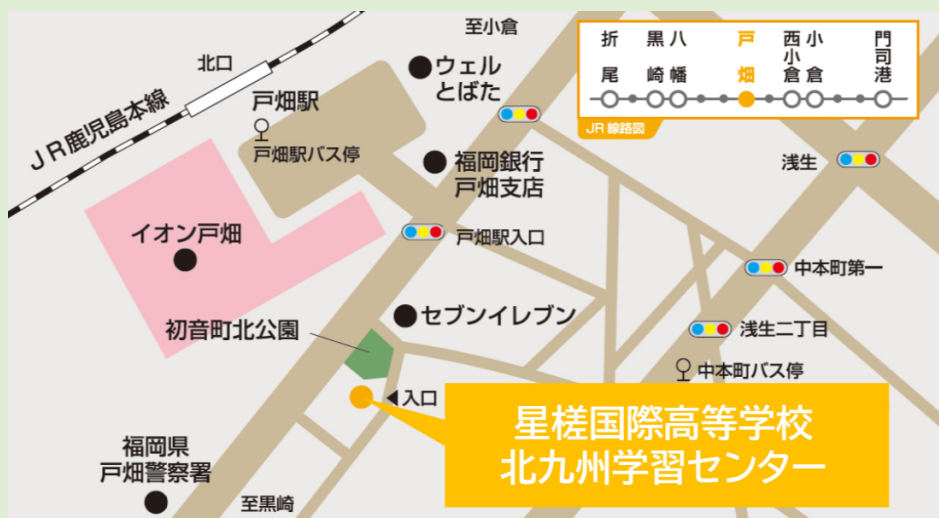 至小倉
北口
ウェル
とばた
折尾
黒崎
八幡
戸畑
西小倉
小倉
門司港
JR 線路図
JR鹿児島本線
戸畑駅
戸畑駅バス停
福岡銀行
戸畑支店
浅生
イオン戸畑
戸畑駅入口
中本町第一
初音町北公園
セブンイレブン
浅生二丁目
中本町バス停
入口
星槎国際高等学校
北九州学習センター
福岡県
戸畑警察署
至黒崎